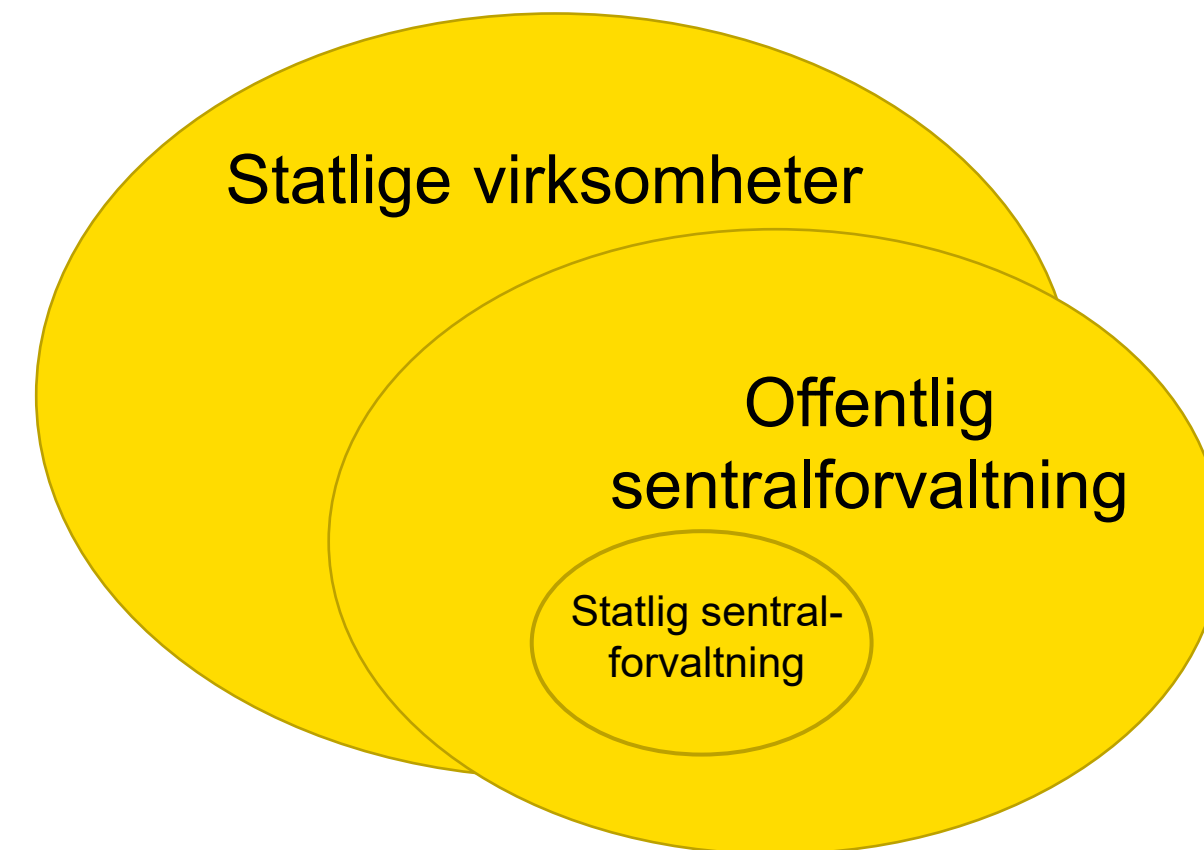 Statlige virksomheter
Offentlig
sentralforvaltning
Statlig sentral-
forvaltning